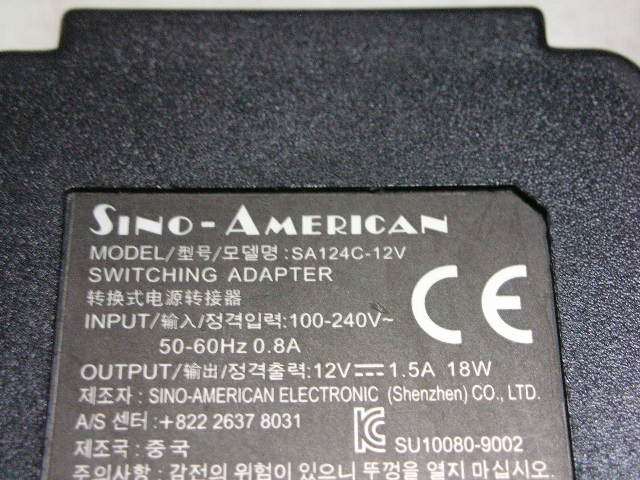 SINO-AMERICAN
MODEL/型号/모델명:SA124C-12V
SWITCHING ADAPTER
转换式电源转接器
INPUT/输入/정격입력:100-240V~
50-60Hz 0.8A
OUTPUT/输出/정격출력:12V⎓1.5A 18W
제조자: SINO-AMERICAN ELECTRONIC (Shenzhen) CO., LTD.
A/S 센터:+822 2637 8031
제조국:중국
SU10080-9002
주의사항: 감전의 위험이 있으니 뚜껑을 열지 마십시오.
CE